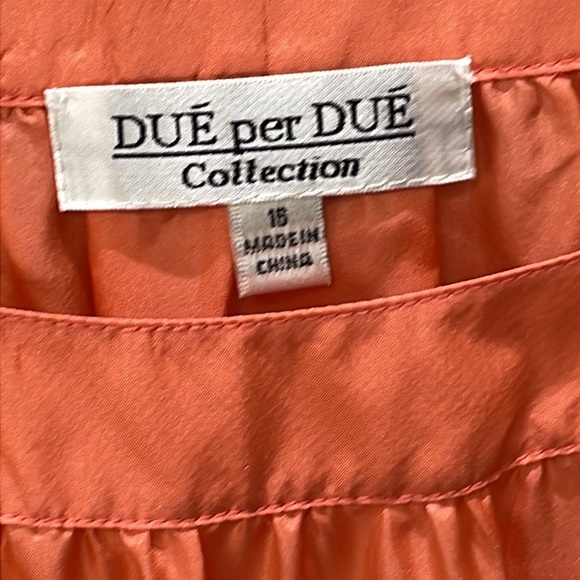 DUÉ per DUÉ
Collection
16
MADE IN
CHINA